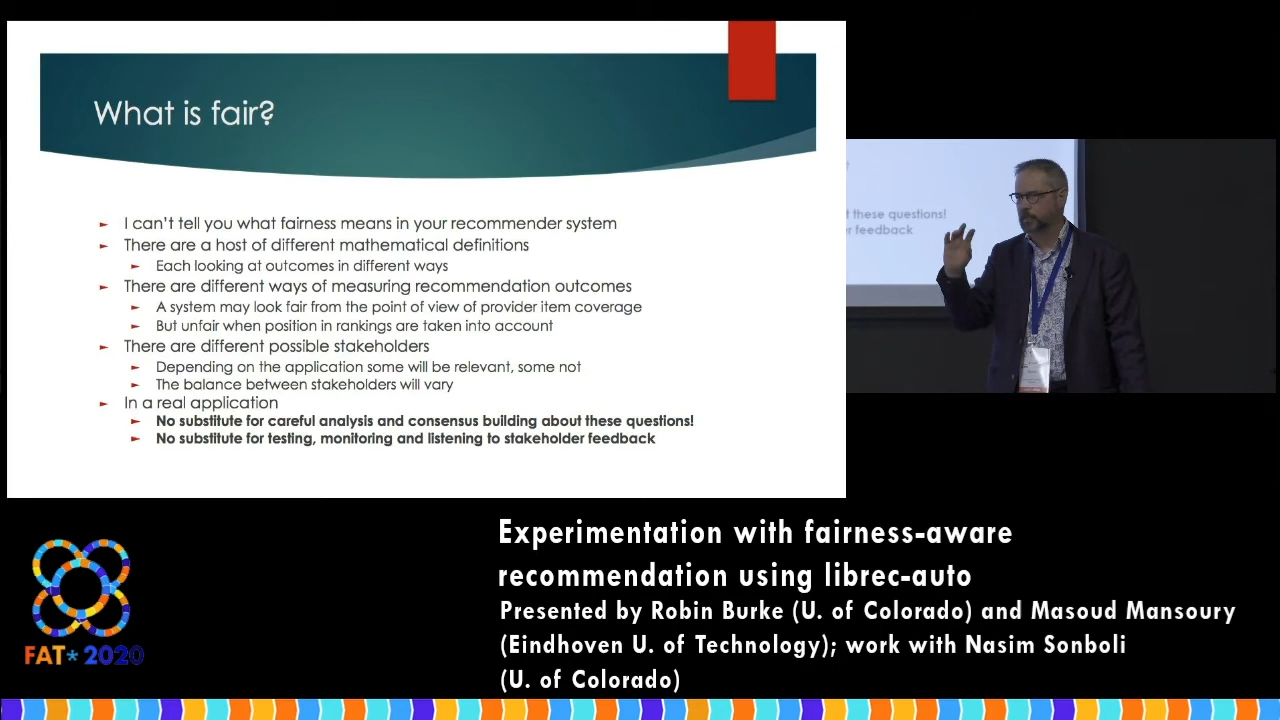 What is fair?
I can't tell you what fairness means in your recommender system
There are a host of different mathematical definitions
Each looking at outcomes in different ways
There are different ways of measuring recommendation outcomes
A system may look fair from the point of view of provider item coverage
But unfair when position in rankings are taken into account
There are different possible stakeholders
Depending on the application some will be relevant, some not
The balance between stakeholders will vary
In a real application
No substitute for careful analysis and consensus building about these questions!
No substitute for testing, monitoring and listening to stakeholder feedback
t these questions!
r feedback
Experimentation with fairness-aware
recommendation using librec-auto
Presented by Robin Burke (U. of Colorado) and Masoud Mansoury
(Eindhoven U. of Technology); work with Nasim Sonboli
(U. of Colorado)
FAT* 2020